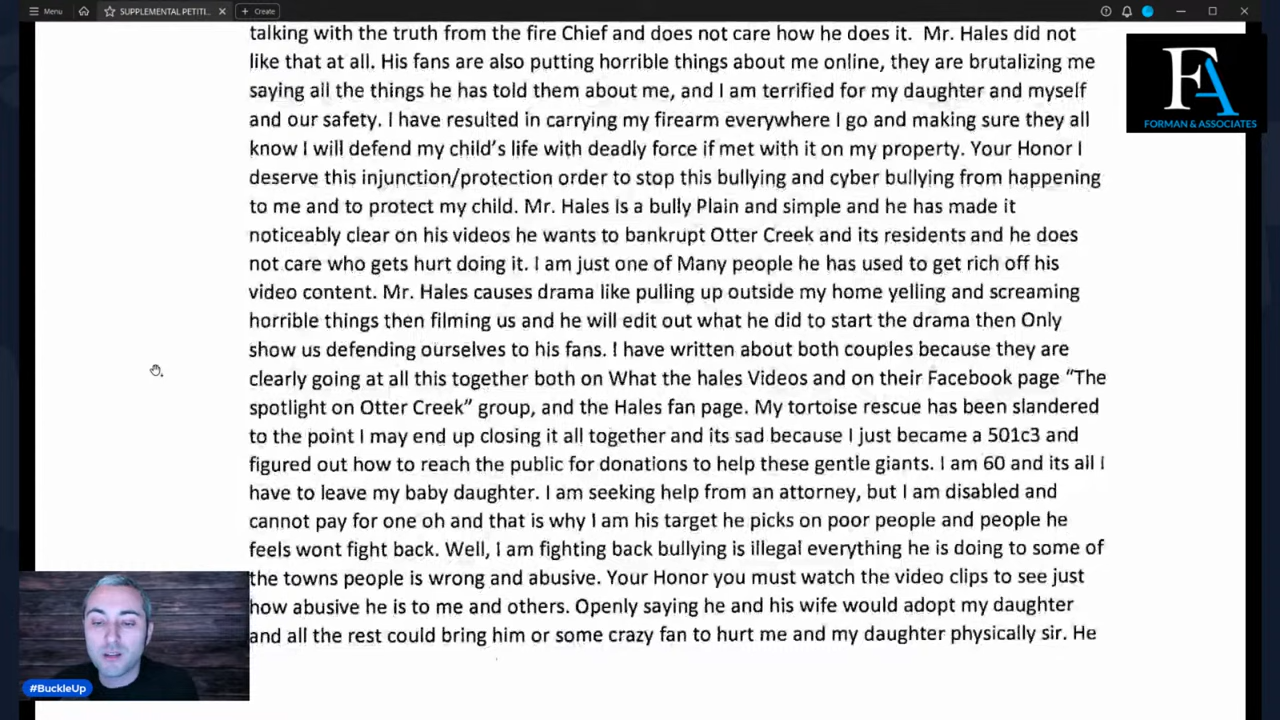 Menu
SUPPLEMENTAL PETITI...
Create
talking with the truth from the fire Chief and does not care how he does it. Mr. Hales did not
like that at all. His fans are also putting horrible things about me online, they are brutalizing me
saying all the things he has told them about me, and I am terrified for my daughter and myself
and our safety. I have resulted in carrying my firearm everywhere I go and making sure they all
know I will defend my child's life with deadly force if met with it on my property. Your Honor I
deserve this injunction/protection order to stop this bullying and cyber bullying from happening
to me and to protect my child. Mr. Hales Is a bully Plain and simple and he has made it
noticeably clear on his videos he wants to bankrupt Otter Creek and its residents and he does
not care who gets hurt doing it. I am just one of Many people he has used to get rich off his
video content. Mr. Hales causes drama like pulling up outside my home yelling and screaming
horrible things then filming us and he will edit out what he did to start the drama then Only
show us defending ourselves to his fans. I have written about both couples because they are
clearly going at all this together both on What the hales Videos and on their Facebook page "The
spotlight on Otter Creek" group, and the Hales fan page. My tortoise rescue has been slandered
to the point I may end up closing it all together and its sad because I just became a 501c3 and
figured out how to reach the public for donations to help these gentle giants. I am 60 and its all I
have to leave my baby daughter. I am seeking help from an attorney, but I am disabled and
cannot pay for one oh and that is why I am his target he picks on poor people and people he
feels wont fight back. Well, I am fighting back bullying is illegal everything he is doing to some of
the towns people is wrong and abusive. Your Honor you must watch the video clips to see just
how abusive he is to me and others. Openly saying he and his wife would adopt my daughter
and all the rest could bring him or some crazy fan to hurt me and my daughter physically sir. He
FA
FORMAN & ASSOCIATES
#BuckleUp